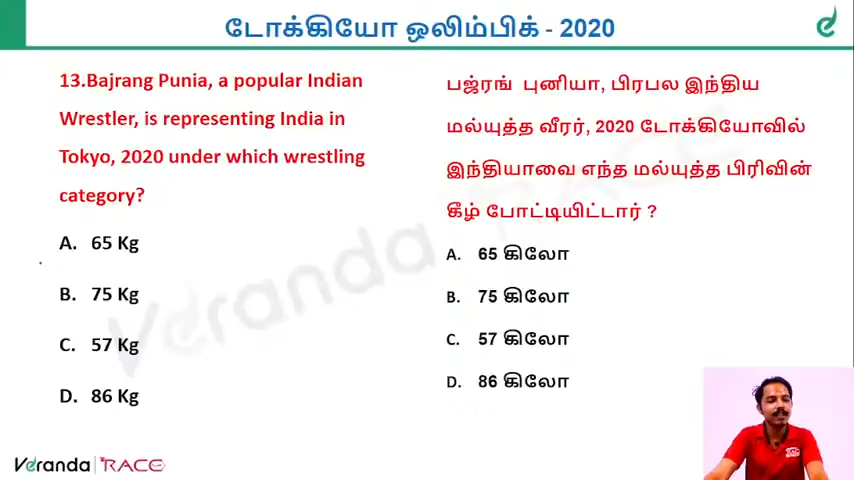 டோக்கியோ ஒலிம்பிக் - 2020
13.Bajrang Punia, a popular Indian
Wrestler, is representing India in
Tokyo, 2020 under which wrestling
category?
A. 65 Kg
B. 75 Kg
C. 57 Kg
D. 86 Kg
பஜ்ரங் புனியா, பிரபல இந்திய
மல்யுத்த வீரர், 2020 டோக்கியோவில்
இந்தியாவை எந்த மல்யுத்த பிரிவின்
கீழ் போட்டியிட்டார் ?
A. 65 கிலோ
B. 75 கிலோ
C. 57 கிலோ
D. 86 கிலோ
Veranda RACE
Veranda RACE